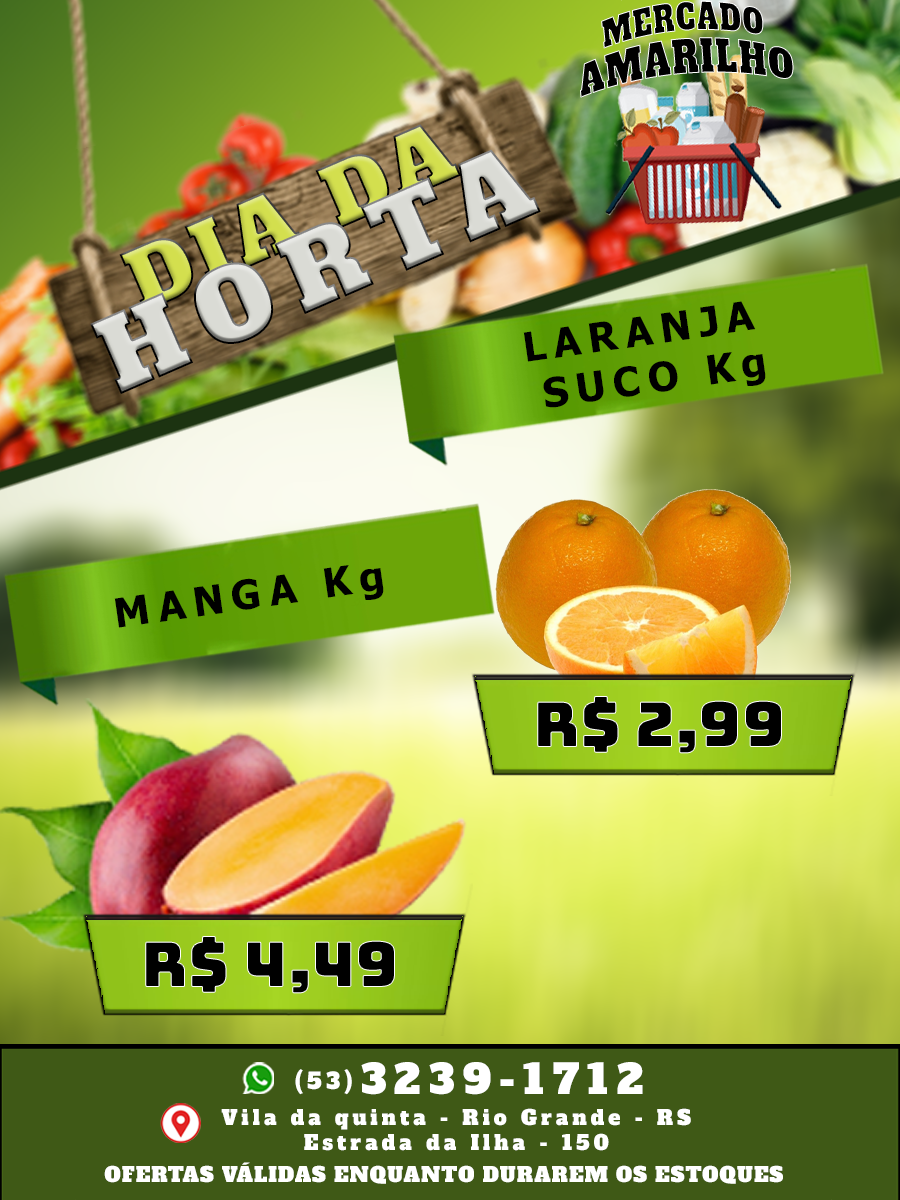 MERCADO
AMARILHO
DIA DA
HORTA
LARANJA
SUCO Kg
MANGA Kg
R$ 2,99
R$ 4,49
(53) 3239-1712
Vila da quinta - Rio Grande - RS
Estrada da Ilha - 150
OFERTAS VÁLIDAS ENQUANTO DURAREM OS ESTOQUES